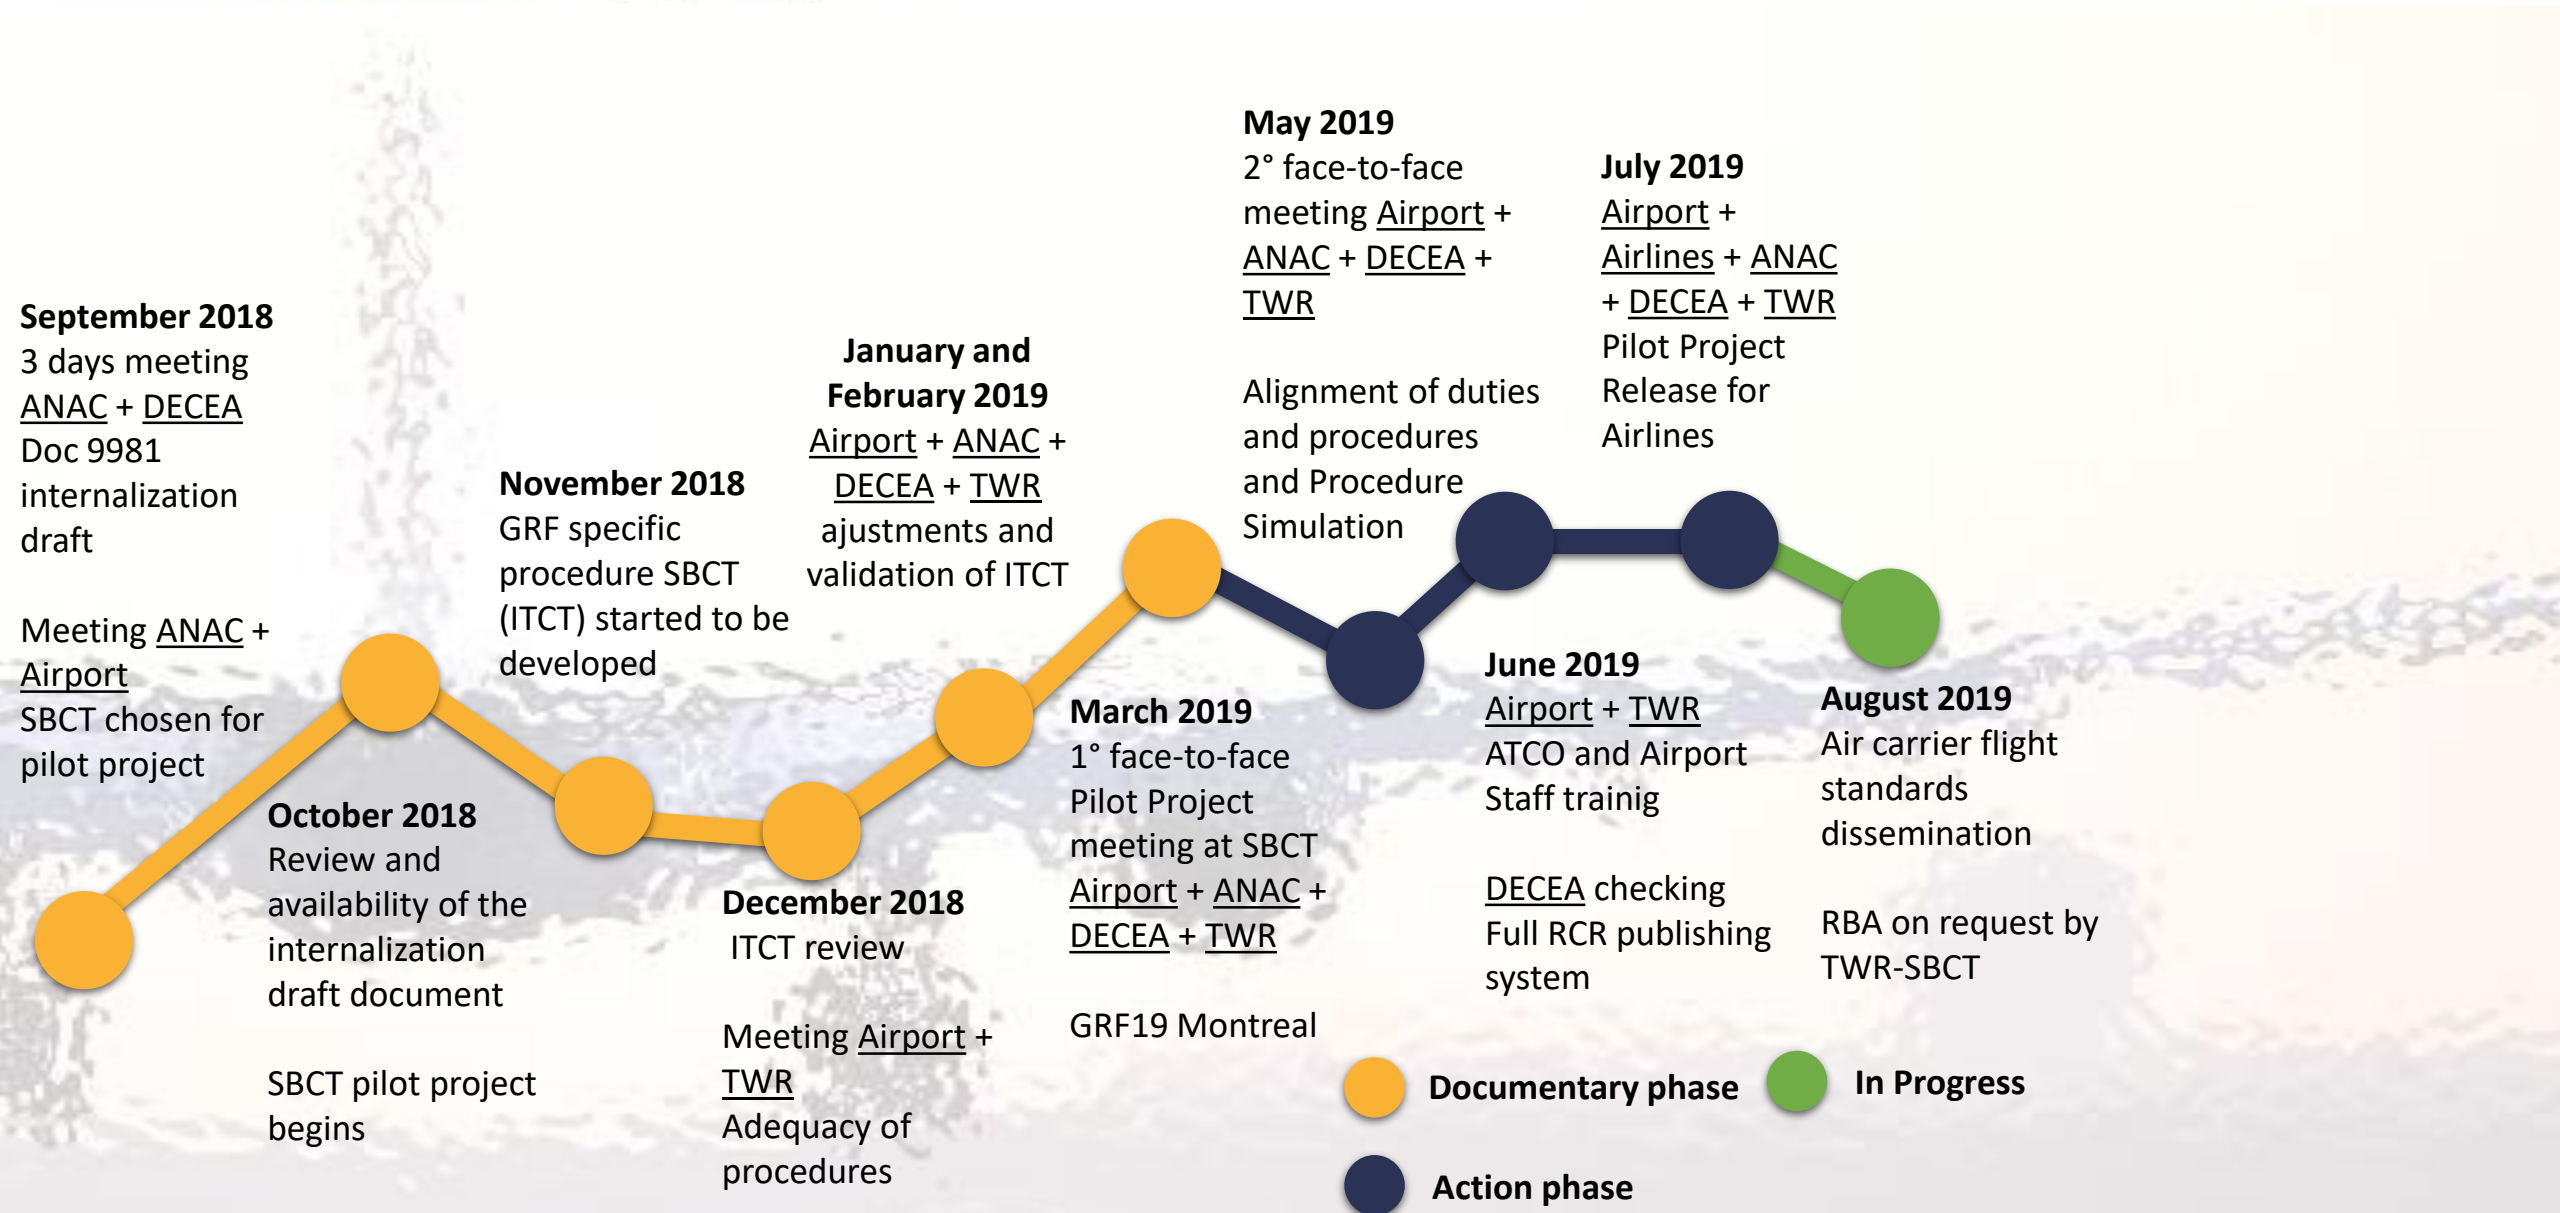 September 2018
3 days meeting
ANAC + DECEA
Doc 9981
internalization
draft
Meeting ANAC +
Airport
SBCT chosen for
pilot project
October 2018
Review and
availability of the
internalization
draft document
SBCT pilot project
begins
November 2018
GRF specific
procedure SBCT
(ITCT) started to be
developed
December 2018
ITCT review
Meeting Airport +
TWR
Adequacy of
procedures
January and
February 2019
Airport + ANAC +
DECEA + TWR
ajustments and
validation of ITCT
March 2019
1° face-to-face
Pilot Project
meeting at SBCT
Airport + ANAC +
DECEA + TWR
GRF19 Montreal
May 2019
2° face-to-face
meeting Airport +
ANAC + DECEA +
TWR
Alignment of duties
and procedures
and Procedure
Simulation
June 2019
Airport + TWR
ATCO and Airport
Staff trainig
DECEA checking
Full RCR publishing
system
July 2019
Airport +
Airlines + ANAC
+ DECEA + TWR
Pilot Project
Release for
Airlines
August 2019
Air carrier flight
standards
dissemination
RBA on request by
TWR-SBCT
Documentary phase
In Progress
Action phase